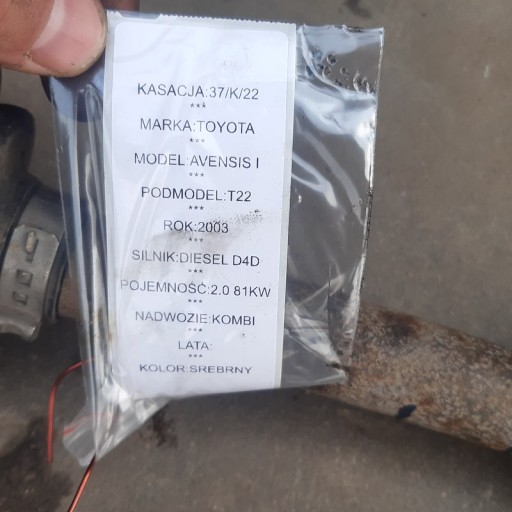 KASACJA:37/K/22
***
MARKA:TOYOTA
***
MODEL:AVENSIS I
***
PODMODEL:T22
***
ROK:2003
***
SILNIK:DIESEL D4D
***
POJEMNOŚĆ:2.0 81KW
***
NADWOZIE:KOMBI
***
LATA:
***
KOLOR:SREBRNY